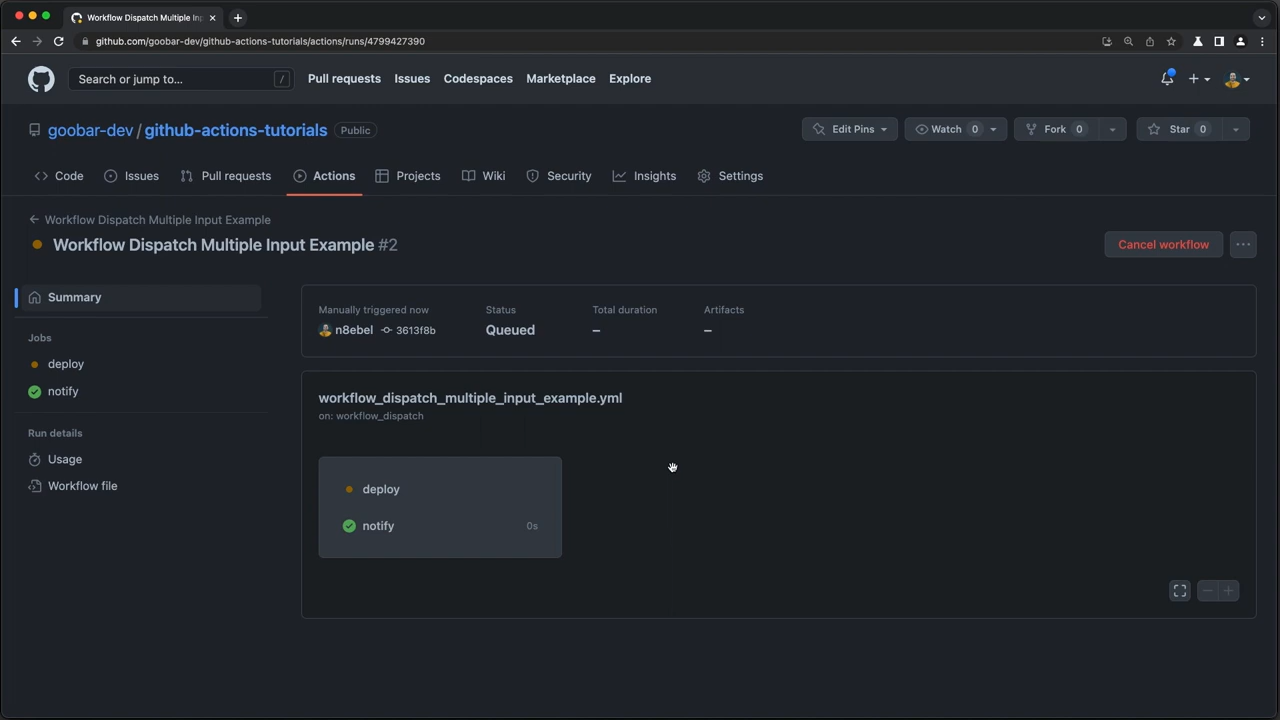 Workflow Dispatch Multiple In
github.com/goobar-dev/github-actions-tutorials/actions/runs/4799427390
Search or jump to... /
Pull requests Issues Codespaces Marketplace Explore
goobar-dev / github-actions-tutorials Public
Edit Pins Watch 0 Fork 0 Star 0
Code Issues Pull requests Actions Projects Wiki Security Insights Settings
Workflow Dispatch Multiple Input Example
Workflow Dispatch Multiple Input Example #2
Cancel workflow
Summary
Jobs
deploy
notify
Run details
Usage
Workflow file
Manually triggered now Status Total duration Artifacts
n8ebel 3613f8b Queued – –
workflow_dispatch_multiple_input_example.yml
on: workflow_dispatch
deploy
notify 0s